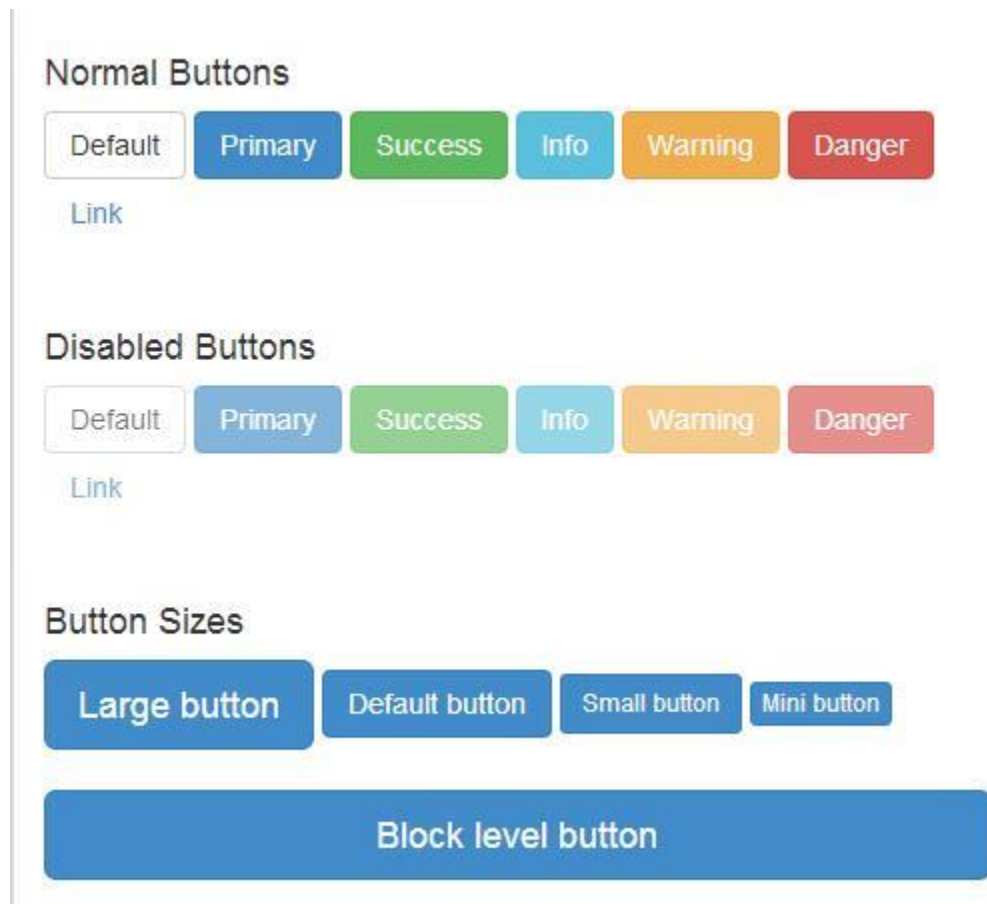 Normal Buttons
Default Primary Success Info Warning Danger
Link
Disabled Buttons
Default Primary Success Info Warning Danger
Link
Button Sizes
Large button Default button Small button Mini button
Block level button